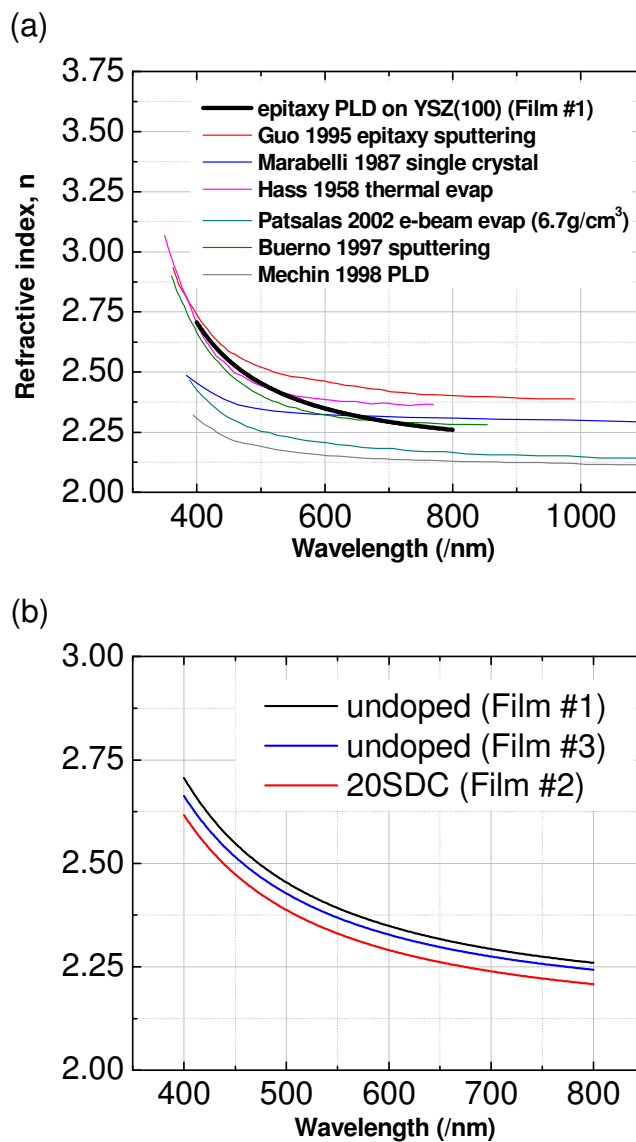 (a)
3.75
3.50
3.25
3.00
2.75
2.50
2.25
2.00
Refractive index, n
epitaxy PLD on YSZ(100) (Film #1)
Guo 1995 epitaxy sputtering
Marabelli 1987 single crystal
Hass 1958 thermal evap
Patsalas 2002 e-beam evap (6.7g/cm³)
Buerno 1997 sputtering
Mechin 1998 PLD
400 600 800 1000
Wavelength (/nm)
(b)
3.00
2.75
2.50
2.25
2.00
undoped (Film #1)
undoped (Film #3)
20SDC (Film #2)
400 500 600 700 800
Wavelength (/nm)